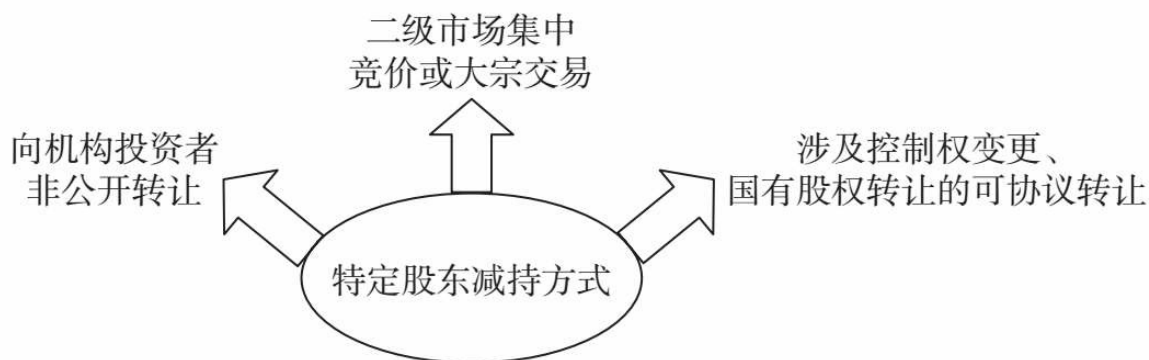 二级市场集中
竞价或大宗交易
向机构投资者
非公开转让
涉及控制权变更、
国有股权转让的可协议转让
特定股东减持方式